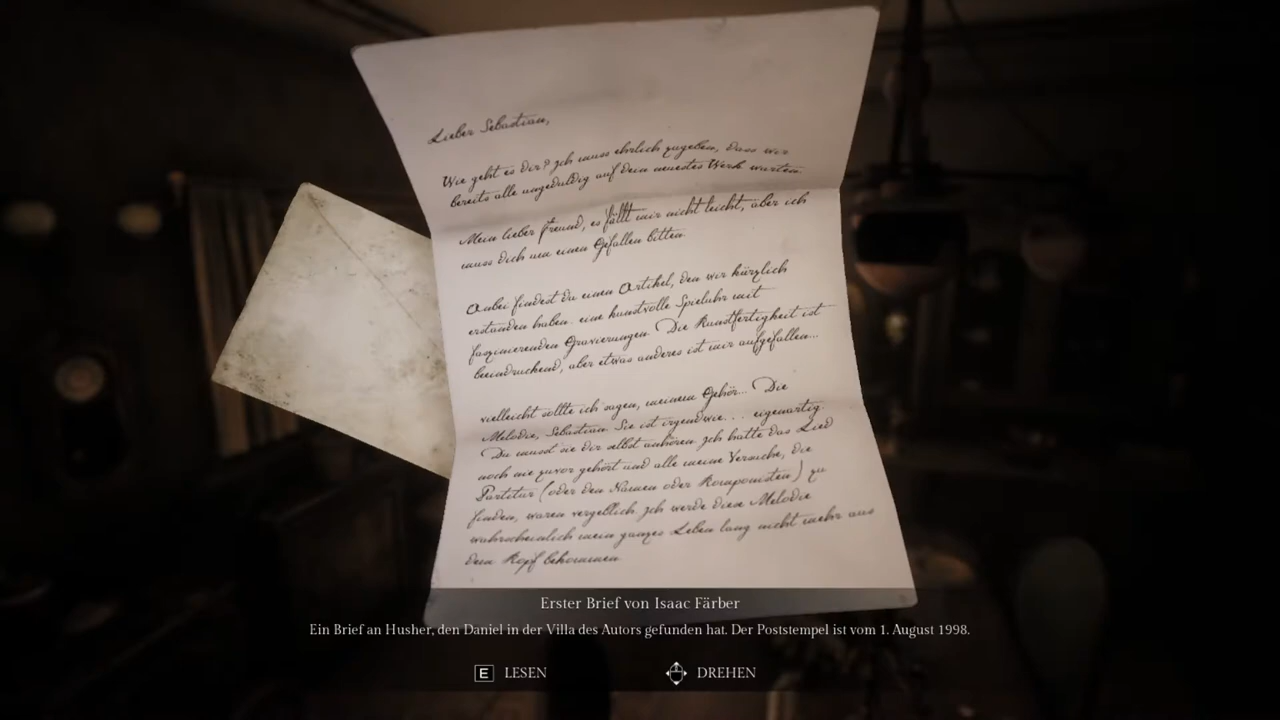 Lieber Sebastian,
Wie geht es dir? Ich muss ehrlich zugeben, dass wir
bereits alle ungeduldig auf dein neuestes Werk warten.
Mein lieber Freund, es fällt mir nicht leicht, aber ich
muss dich um einen Gefallen bitten
Anbei findest du einen Artikel, den wir kürzlich
erstanden haben. eine kunstvolle Spieluhr mit
faszinierenden Gravierungen. Die Kunstfertigkeit ist
beeindruckend, aber etwas anderes ist mir aufgefallen...
vielleicht sollte ich sagen, meinem Gehör... Die
Melodie, Sebastian. Sie ist irgendwie... eigenartig.
Du musst sie dir selbst anhören. Ich hatte das Lied
noch nie zuvor gehört und alle meine Versuche, die
Partitur (oder den Namen oder Komponisten) zu
finden, waren vergeblich. Ich werde diese Melodie
wahrscheinlich mein ganzes Leben lang nicht mehr aus
dem Kopf bekommen
Erster Brief von Isaac Färber
Ein Brief an Husher, den Daniel in der Villa des Autors gefunden hat. Der Poststempel ist vom 1. August 1998.
E LESEN DREHEN